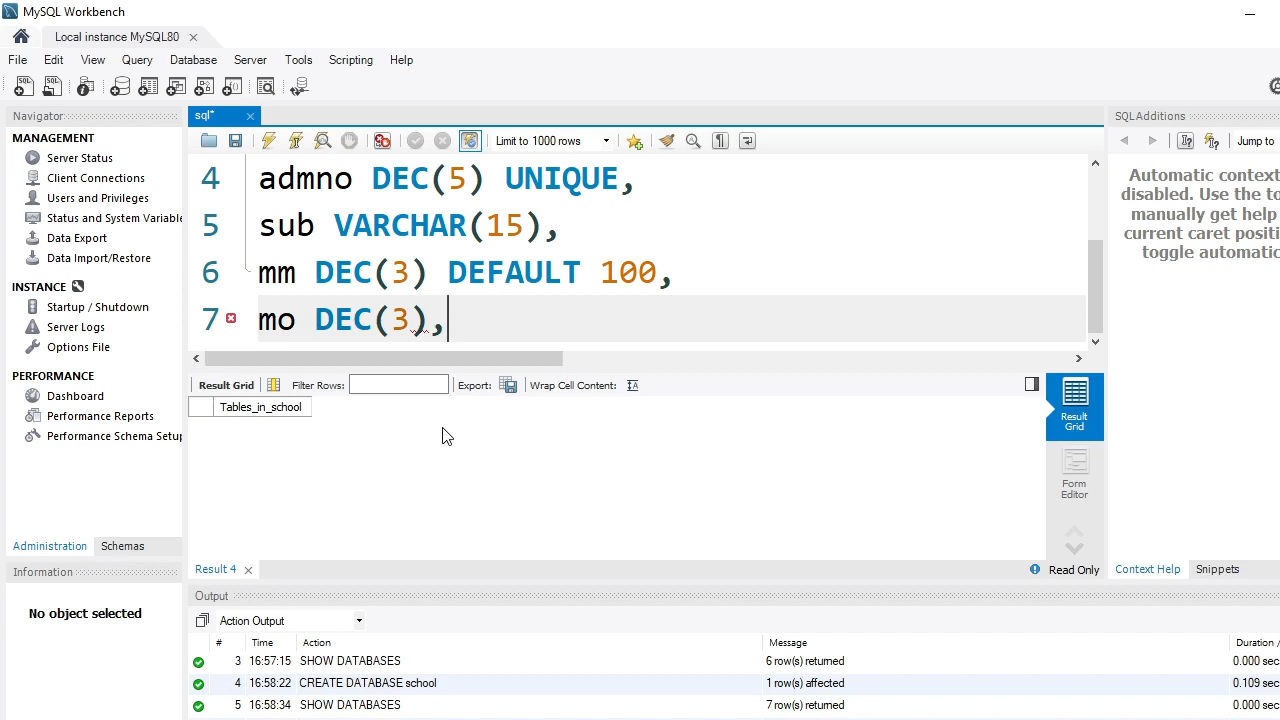 MySQL Workbench
Local instance MySQL80
File Edit View Query Database Server Tools Scripting Help
Navigator
MANAGEMENT
Server Status
Client Connections
Users and Privileges
Status and System Variable
Data Export
Data Import/Restore
INSTANCE
Startup / Shutdown
Server Logs
Options File
PERFORMANCE
Dashboard
Performance Reports
Performance Schema Setup
Administration Schemas
Information
No object selected
sql*
Limit to 1000 rows
4 admno DEC(5) UNIQUE,
5 sub VARCHAR(15),
6 mm DEC(3) DEFAULT 100,
7 mo DEC(3),
Result Grid Filter Rows: Export: Wrap Cell Content:
Tables_in_school
Result
Grid
Form
Editor
Result 4 Read Only
Output
Action Output
# Time Action Message Duration /
3 16:57:15 SHOW DATABASES 6 row(s) returned 0.000 sec
4 16:58:22 CREATE DATABASE school 1 row(s) affected 0.109 sec
5 16:58:34 SHOW DATABASES 7 row(s) returned 0.000 sec
SQLAdditions
Jump to
Automatic context
disabled. Use the to
manually get help
current caret positi
toggle automatic
Context Help Snippets